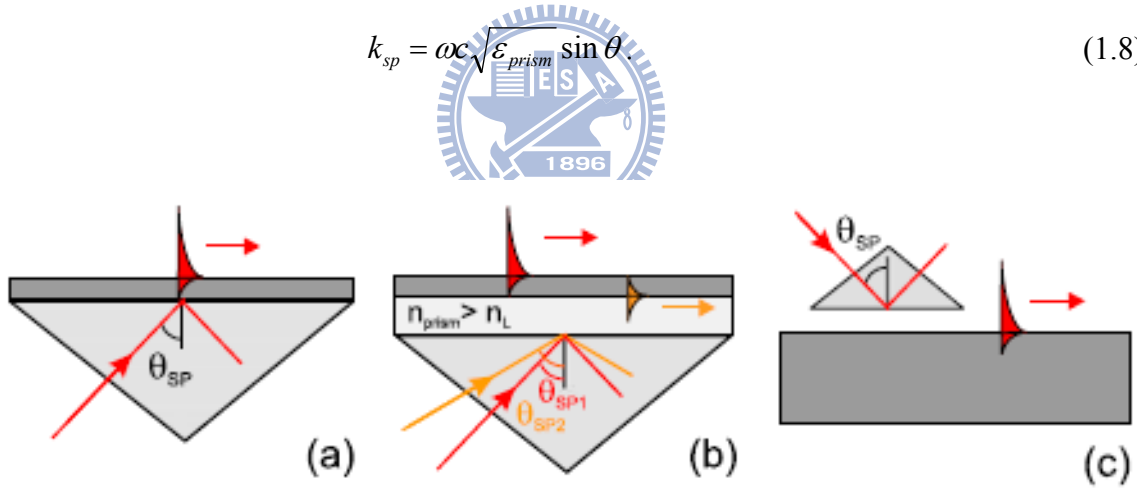 k_sp = ωc√ε_prism sin θ. (1.8)
E S A
1896
θ_SP
(a)
n_prism > n_L
θ_SP1
θ_SP2
(b)
θ_SP
(c)